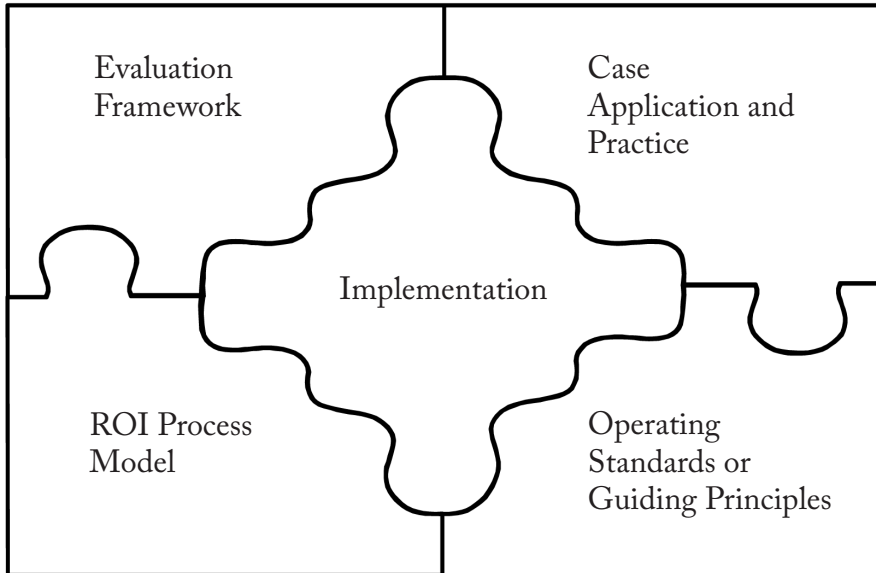 Evaluation
Framework
Case
Application and
Practice
Implementation
ROI Process
Model
Operating
Standards or
Guiding Principles